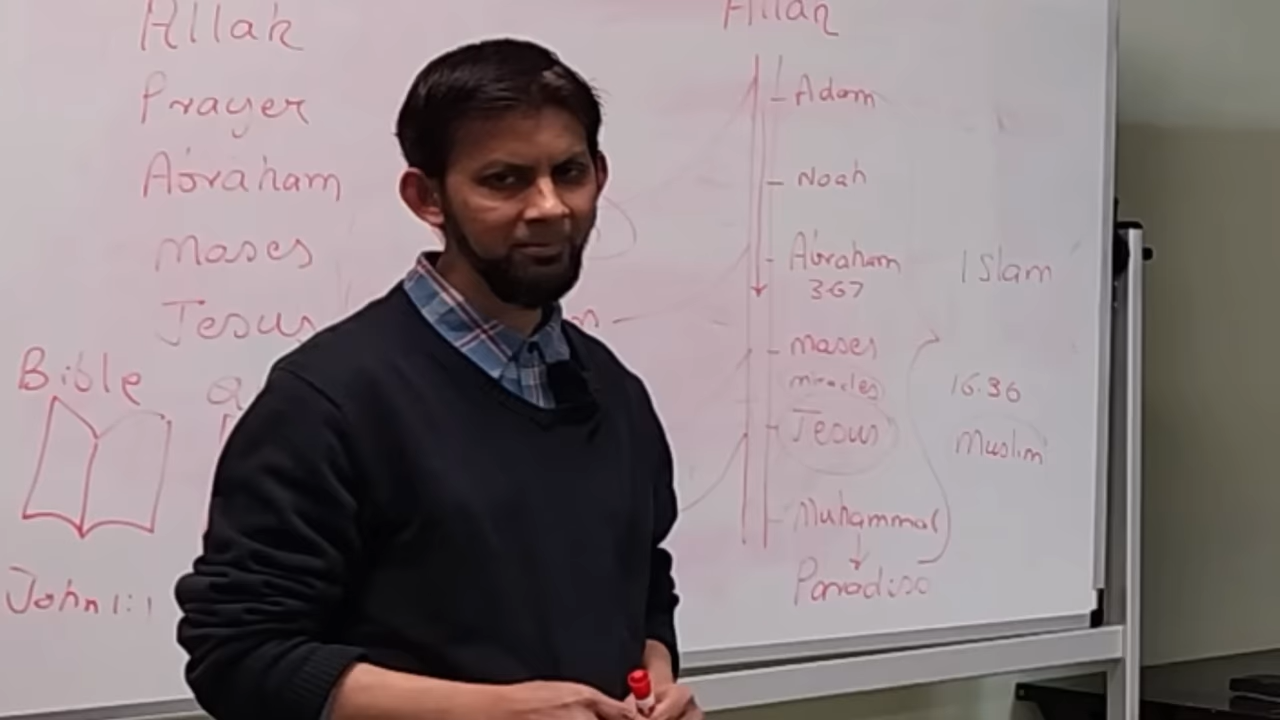 Allah
Prayer
Abraham
Moses
Jesus
Bible
John 1:1
Allah
Adam
Noah
Abraham
3:67
Moses
miracles
Jesus
Muhammad
Paradise
Islam
16:36
Muslim